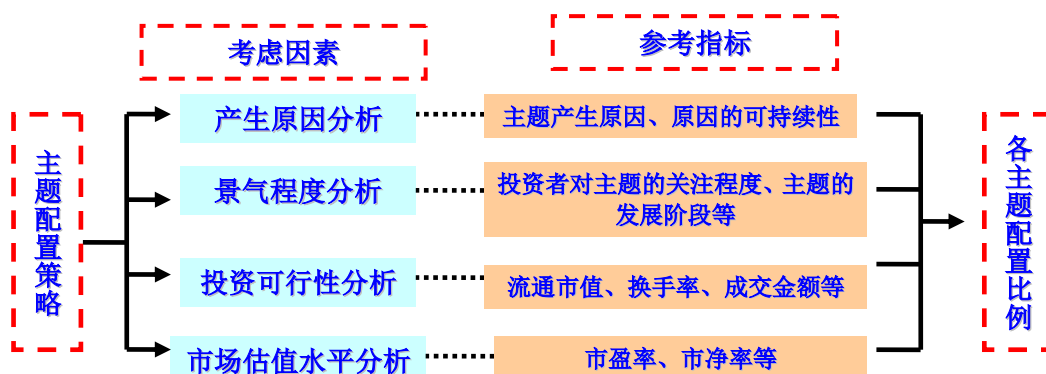 考虑因素
参考指标
主题配置策略
产生原因分析
主题产生原因、原因的可持续性
景气程度分析
投资者对主题的关注程度、主题的
发展阶段等
投资可行性分析
流通市值、换手率、成交金额等
市场估值水平分析
市盈率、市净率等
各主题配置比例